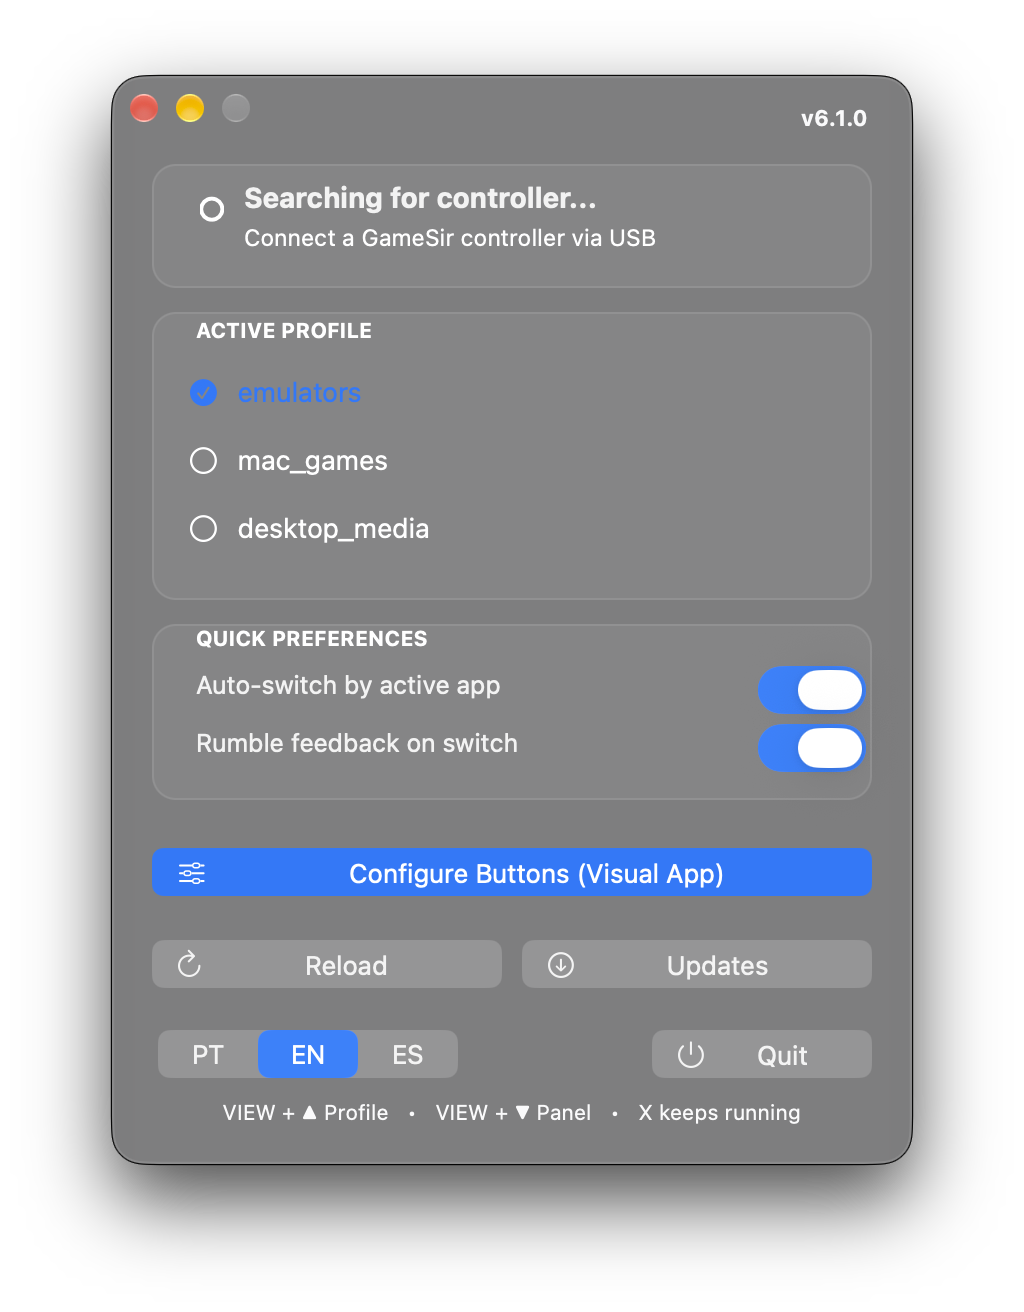 v6.1.0
Searching for controller...
Connect a GameSir controller via USB
ACTIVE PROFILE
emulators
mac_games
desktop_media
QUICK PREFERENCES
Auto-switch by active app
Rumble feedback on switch
Configure Buttons (Visual App)
Reload Updates
PT EN ES Quit
VIEW + ▲ Profile • VIEW + ▼ Panel • X keeps running